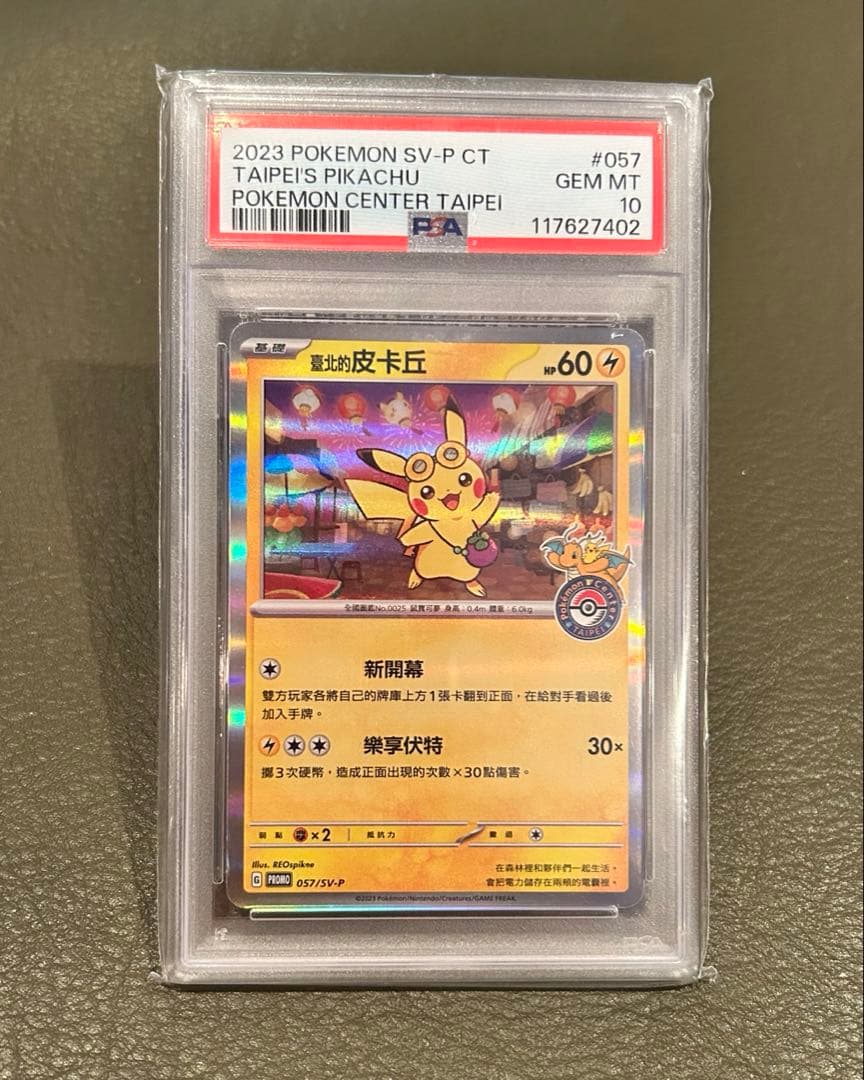 2023 POKEMON SV-P CT
#057
TAIPEI'S PIKACHU
GEM MT
POKEMON CENTER TAIPEI
10
PSA
117627402
基礎
臺北的皮卡丘
HP60
全國圖鑑No.0025 鼠寶可夢 身高：0.4m 體重：6.0kg
Pokémon Center
TAIPEI
新開幕
雙方玩家各將自己的牌庫上方1張卡翻到正面，在給對手看過後
加入手牌。
樂享伏特
30×
擲3次硬幣，造成正面出現的次數×30點傷害。
弱點 ×2 抵抗力 撤退
Illus. REOspikee
在森林裡和夥伴們一起生活。
會把電力儲存在兩頰的電囊裡。
G PROMO 057/SV-P
©2023 Pokémon/Nintendo/Creatures/GAME FREAK.